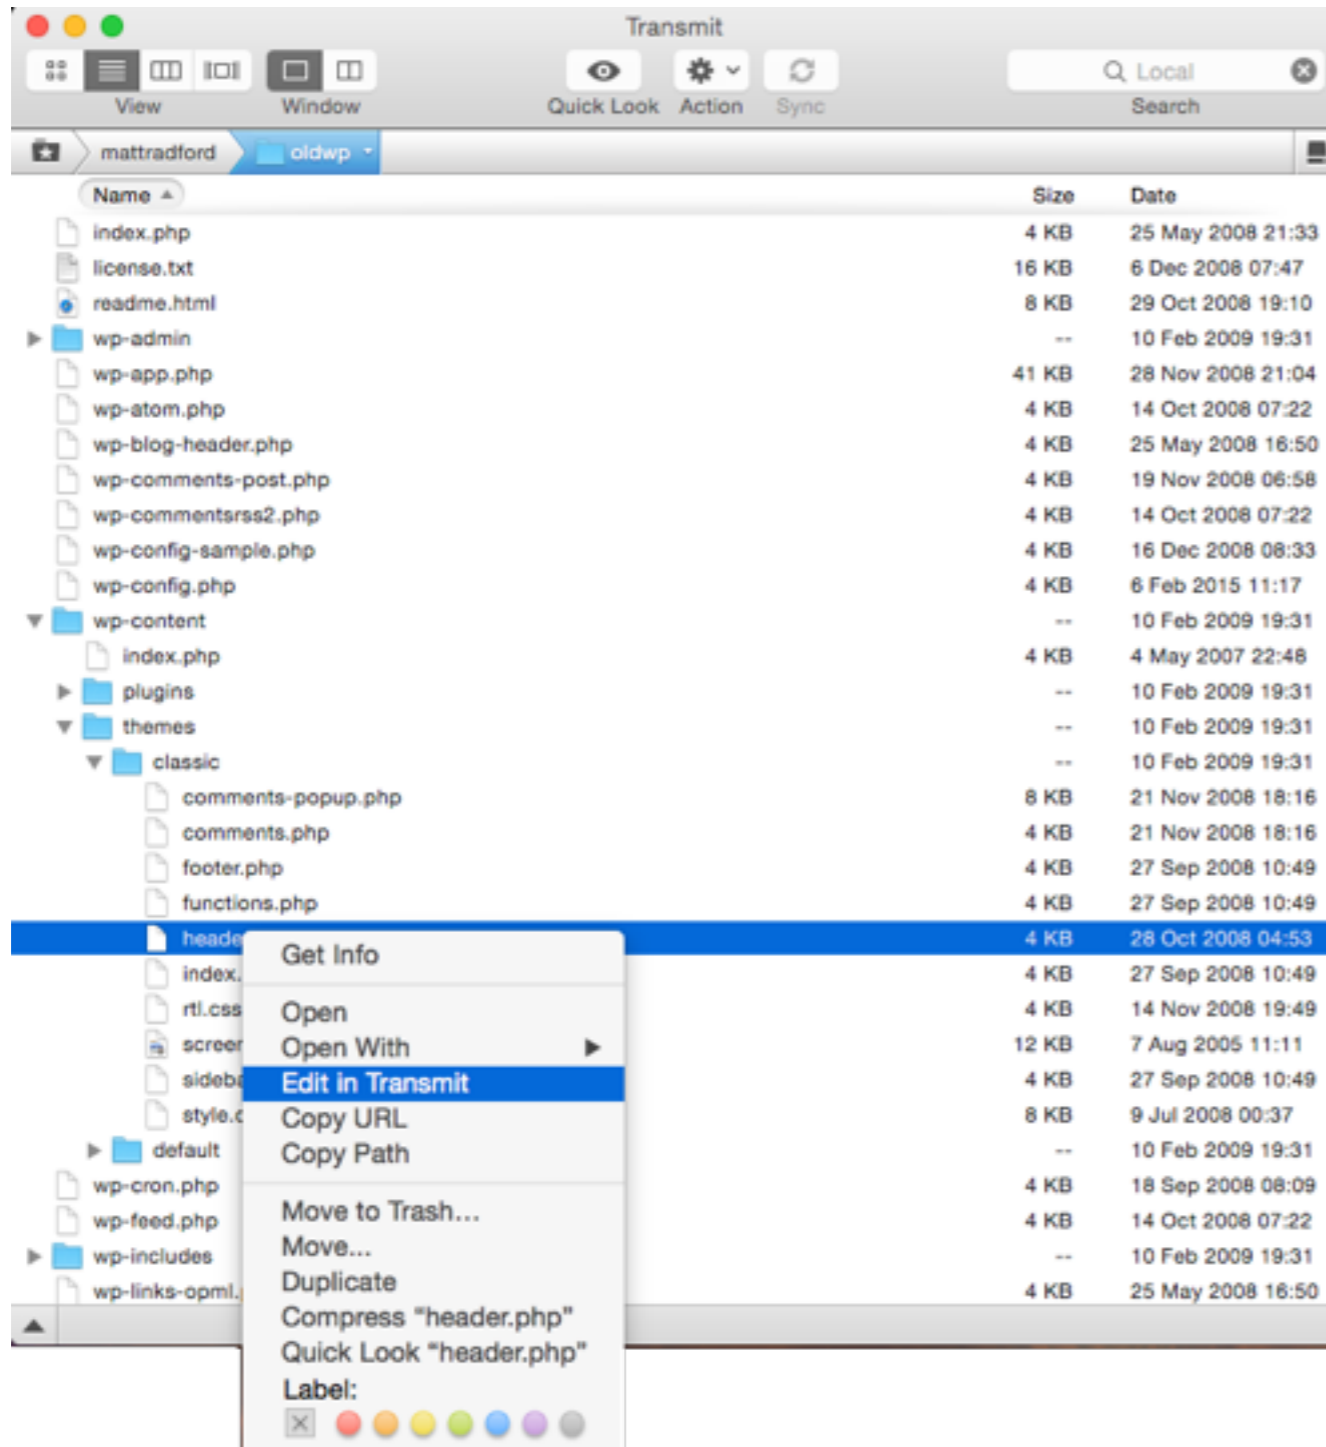 Transmit
View Window Quick Look Action Sync Local Search
mattradford oldwp
Name Size Date
index.php 4 KB 25 May 2008 21:33
license.txt 16 KB 6 Dec 2008 07:47
readme.html 8 KB 29 Oct 2008 19:10
wp-admin -- 10 Feb 2009 19:31
wp-app.php 41 KB 28 Nov 2008 21:04
wp-atom.php 4 KB 14 Oct 2008 07:22
wp-blog-header.php 4 KB 25 May 2008 16:50
wp-comments-post.php 4 KB 19 Nov 2008 06:58
wp-commentsrss2.php 4 KB 14 Oct 2008 07:22
wp-config-sample.php 4 KB 16 Dec 2008 08:33
wp-config.php 4 KB 6 Feb 2015 11:17
wp-content -- 10 Feb 2009 19:31
index.php 4 KB 4 May 2007 22:48
plugins -- 10 Feb 2009 19:31
themes -- 10 Feb 2009 19:31
classic -- 10 Feb 2009 19:31
comments-popup.php 8 KB 21 Nov 2008 18:16
comments.php 4 KB 21 Nov 2008 18:16
footer.php 4 KB 27 Sep 2008 10:49
functions.php 4 KB 27 Sep 2008 10:49
heade 4 KB 28 Oct 2008 04:53
index. 4 KB 27 Sep 2008 10:49
rtl.css 4 KB 14 Nov 2008 19:49
screer 12 KB 7 Aug 2005 11:11
sideba 4 KB 27 Sep 2008 10:49
style.c 8 KB 9 Jul 2008 00:37
default -- 10 Feb 2009 19:31
wp-cron.php 4 KB 18 Sep 2008 08:09
wp-feed.php 4 KB 14 Oct 2008 07:22
wp-includes -- 10 Feb 2009 19:31
wp-links-opml. 4 KB 25 May 2008 16:50
Get Info
Open
Open With
Edit in Transmit
Copy URL
Copy Path
Move to Trash...
Move...
Duplicate
Compress "header.php"
Quick Look "header.php"
Label: